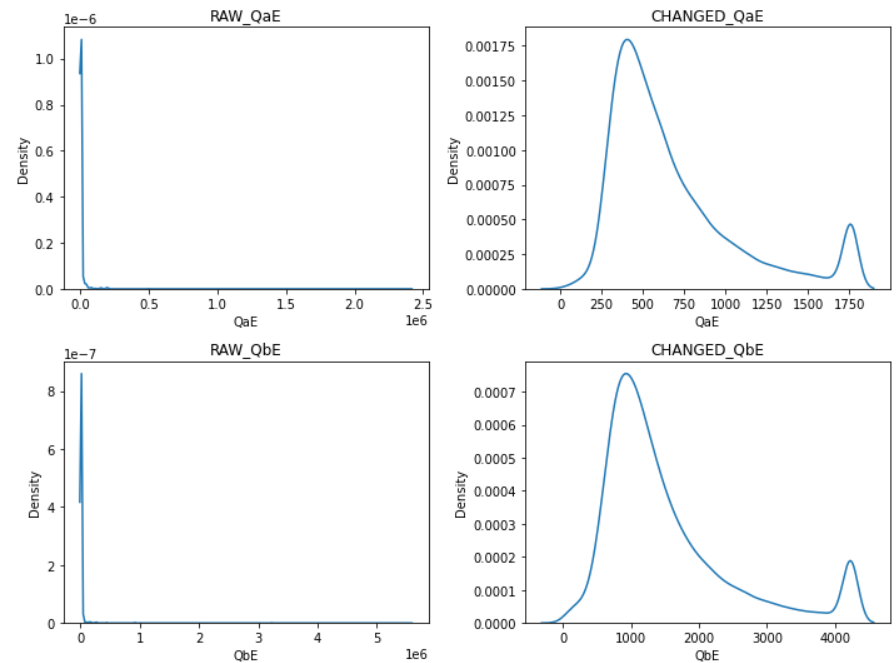 RAW_QaE
1e−6
1.0
0.8
0.6
0.4
0.2
0.0
Density
0.0 0.5 1.0 1.5 2.0 2.5
1e6
QaE
CHANGED_QaE
0.00175
0.00150
0.00125
0.00100
0.00075
0.00050
0.00025
0.00000
Density
0 250 500 750 1000 1250 1500 1750
QaE
RAW_QbE
1e−7
8
6
4
2
0
Density
0 1 2 3 4 5
1e6
QbE
CHANGED_QbE
0.0007
0.0006
0.0005
0.0004
0.0003
0.0002
0.0001
0.0000
Density
0 1000 2000 3000 4000
QbE